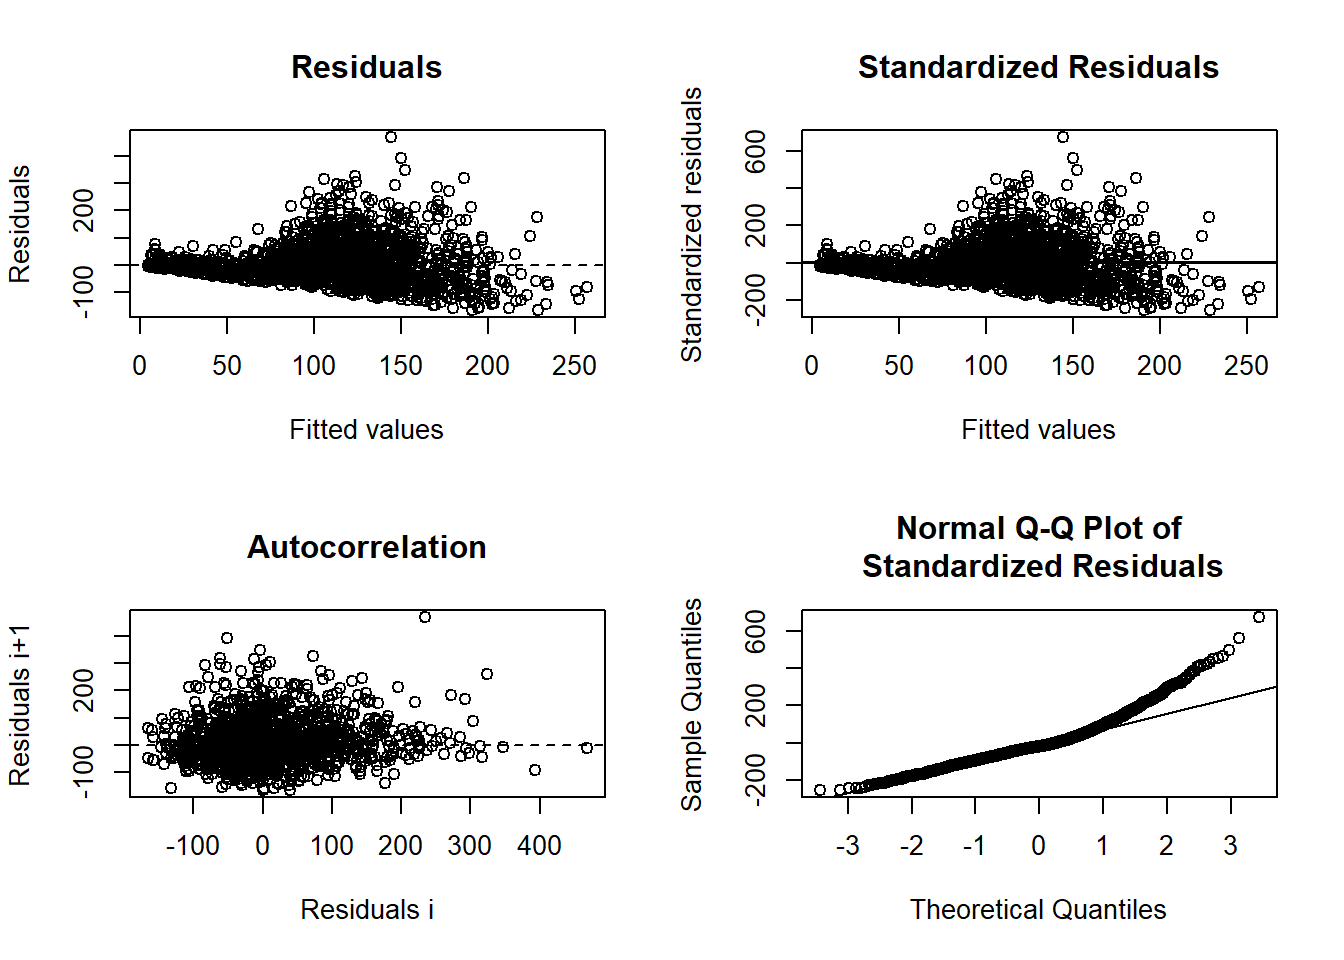 Residuals
Residuals
200
-100
0 50 100 150 200 250
Fitted values
Standardized Residuals
Standardized residuals
600
200
-200
0 50 100 150 200 250
Fitted values
Autocorrelation
Residuals i+1
200
-100
-100 0 100 200 300 400
Residuals i
Normal Q-Q Plot of
Standardized Residuals
Sample Quantiles
600
200
-200
-3 -2 -1 0 1 2 3
Theoretical Quantiles